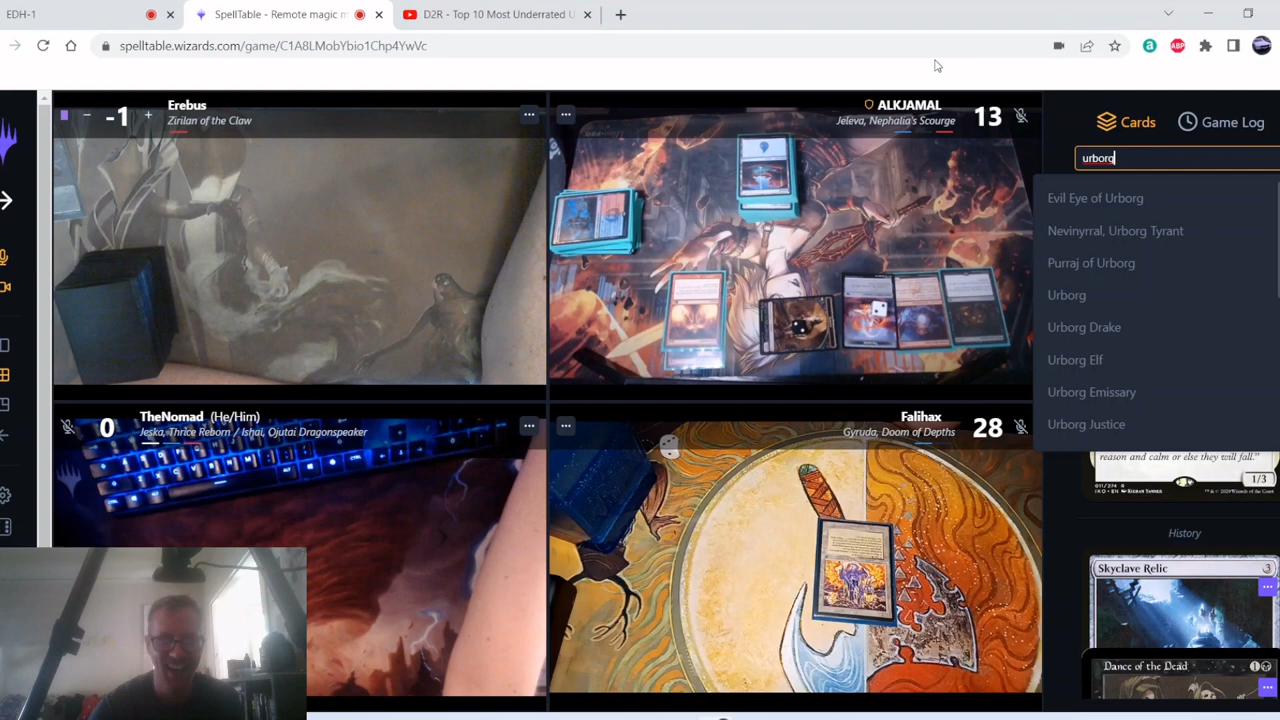 EDH-1
SpellTable - Remote magic m
D2R - Top 10 Most Underrated U
spelltable.wizards.com/game/C1A8LMobYbio1Chp4YwVc
ABP
-1
Erebus
Zirilan of the Claw
ALKJAMAL
Jeleva, Nephalia's Scourge
13
Cards
Game Log
urborg
Evil Eye of Urborg
Nevinyrral, Urborg Tyrant
Purraj of Urborg
Urborg
Urborg Drake
Urborg Elf
Urborg Emissary
Urborg Justice
0
TheNomad (He/Him)
Jeska, Thrice Reborn / Ishai, Ojutai Dragonspeaker
Falihax
Gyruda, Doom of Depths
28
reason and calm or else they will fall."
1/3
History
Skyclave Relic 3
Dance of the Dead 1